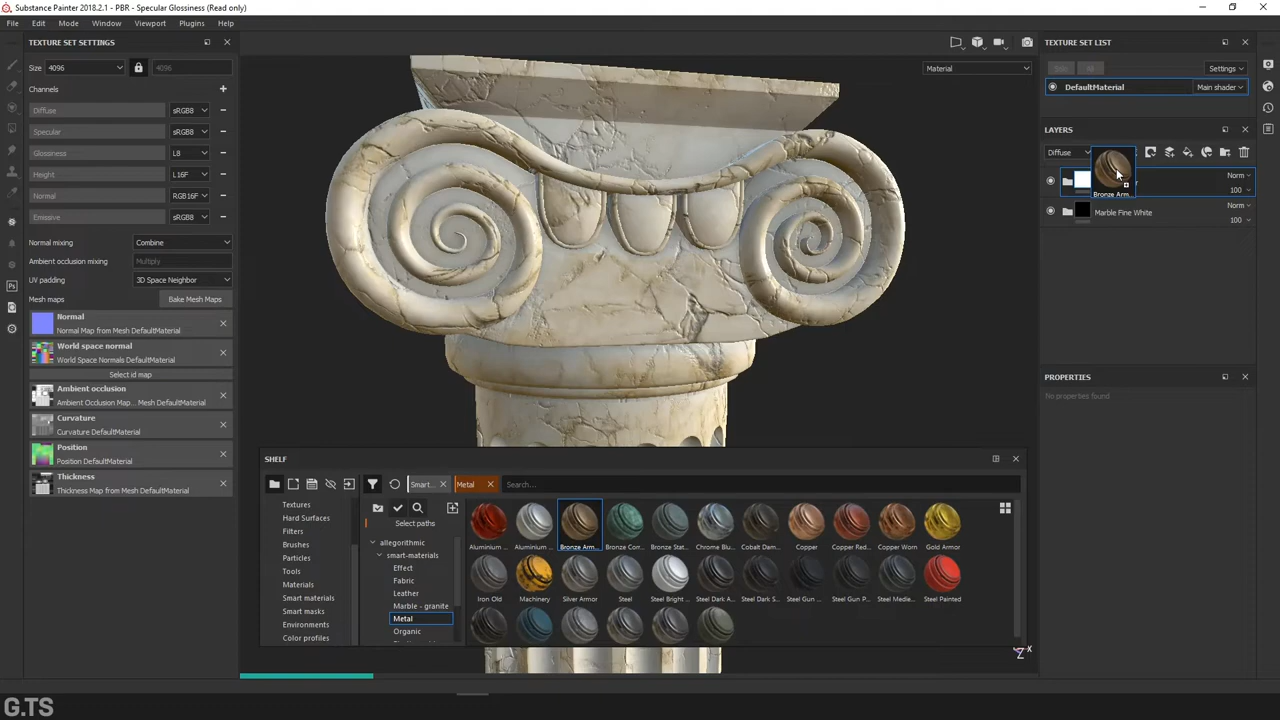 Substance Painter 2018.2.1 - PBR - Specular Glossiness (Read only)
File Edit Mode Window Viewport Plugins Help
TEXTURE SET SETTINGS
Size 4096 4096
Channels
Diffuse sRGB8
Specular sRGB8
Glossiness L8
Height L16F
Normal RGB16F
Emissive sRGB8
Normal mixing Combine
Ambient occlusion mixing Multiply
UV padding 3D Space Neighbor
Mesh maps Bake Mesh Maps
Normal
Normal Map from Mesh DefaultMaterial
World space normal
World Space Normals DefaultMaterial
Select id map
Ambient occlusion
Ambient Occlusion Map... Mesh DefaultMaterial
Curvature
Curvature DefaultMaterial
Position
Position DefaultMaterial
Thickness
Thickness Map from Mesh DefaultMaterial
Material
TEXTURE SET LIST
Solo All Settings
DefaultMaterial Main shader
LAYERS
Diffuse
Norm
100
Bronze Arm...
Marble Fine White Norm
100
PROPERTIES
No properties found
SHELF
Smart... Metal Search...
Textures
Hard Surfaces
Filters
Brushes
Particles
Tools
Materials
Smart materials
Smart masks
Environments
Color profiles
Select paths
allegorithmic
smart-materials
Effect
Fabric
Leather
Marble - granite
Metal
Organic
Aluminium ... Aluminium ... Bronze Arm... Bronze Corr... Bronze Stat... Chrome Blu... Cobalt Dam... Copper Copper Red... Copper Worn Gold Armor
Iron Old Machinery Silver Armor Steel Steel Bright ... Steel Dark A... Steel Dark S... Steel Gun ... Steel Gun P... Steel Medie... Steel Painted
X
Z
G.TS